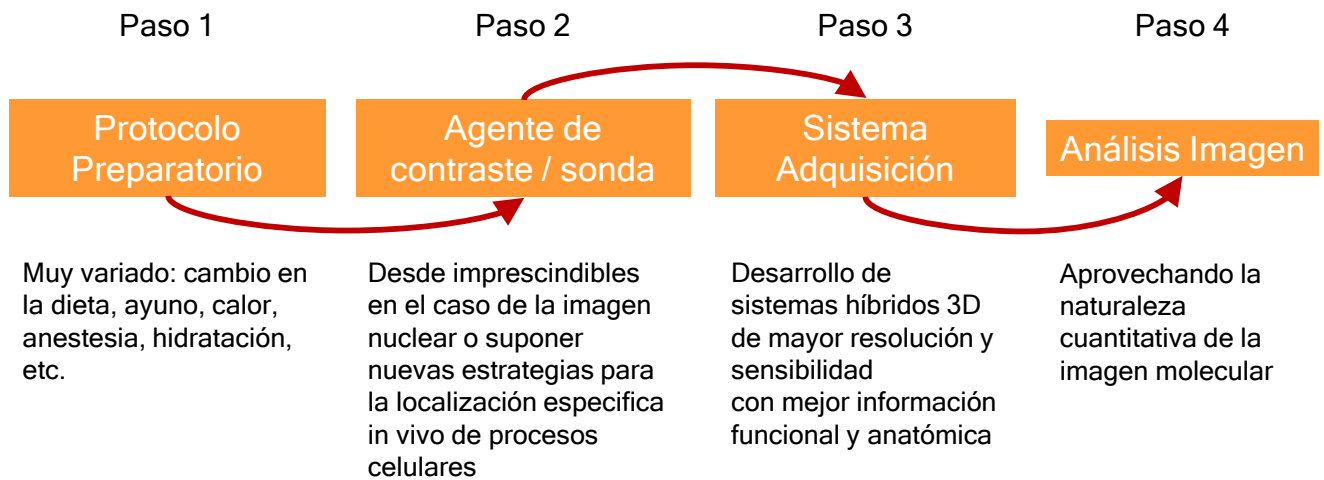 Paso 1
Paso 2
Paso 3
Paso 4
Protocolo
Preparatorio
Agente de
contraste / sonda
Sistema
Adquisición
Análisis Imagen
Muy variado: cambio en
la dieta, ayuno, calor,
anestesia, hidratación,
etc.
Desde imprescindibles
en el caso de la imagen
nuclear o suponer
nuevas estrategias para
la localización especifica
in vivo de procesos
celulares
Desarrollo de
sistemas híbridos 3D
de mayor resolución y
sensibilidad
con mejor información
funcional y anatómica
Aprovechando la
naturaleza
cuantitativa de la
imagen molecular